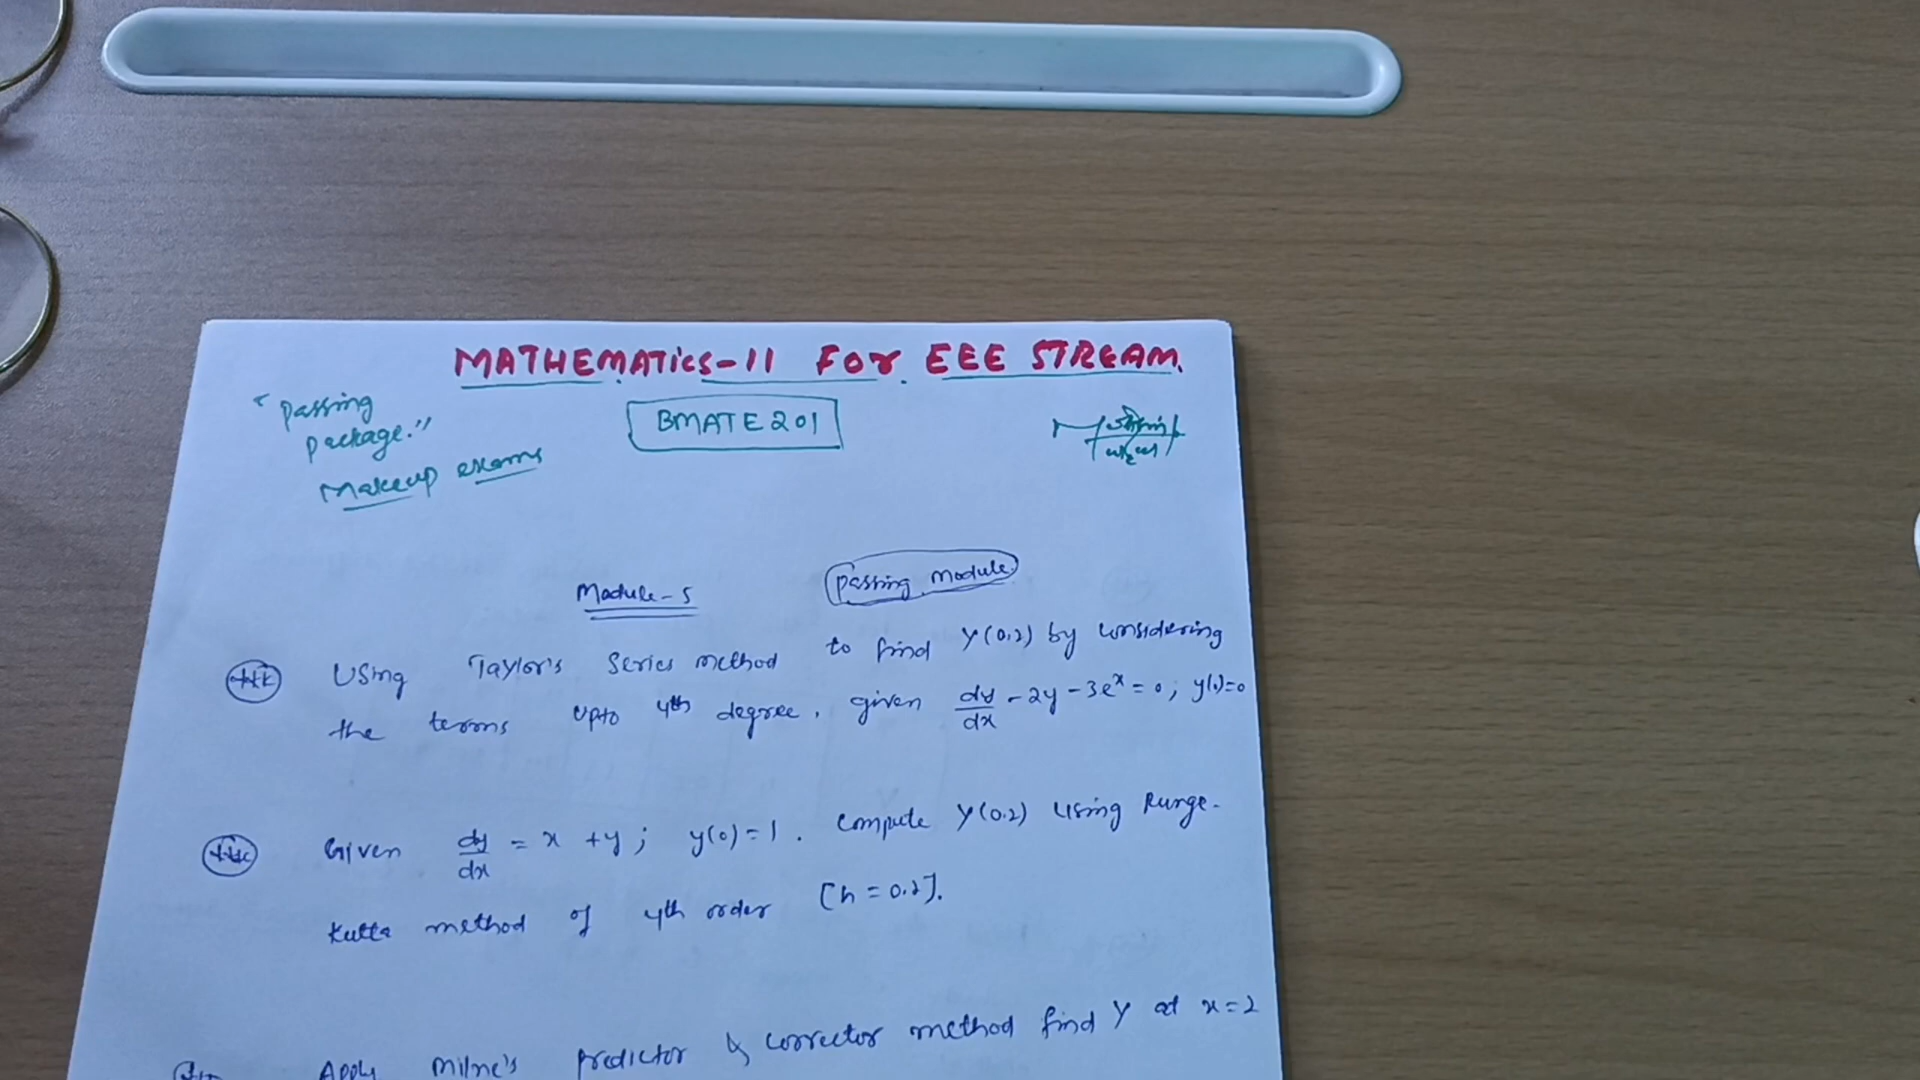 MATHEMATICS-II FOR EEE STREAM.
"Passing
package."
BMATE201
Makeup exams
Module-5
Passing module
Using Taylor's Series method to find y(0.2) by considering
the terms upto 4th degree, given dy/dx - 2y - 3e^x = 0; y(0)=0
Given dy/dx = x + y; y(0)=1. Compute y(0.2) using Runge-
kutta method of 4th order [h = 0.2].
Apply Milne's predictor & corrector method find y at x=2